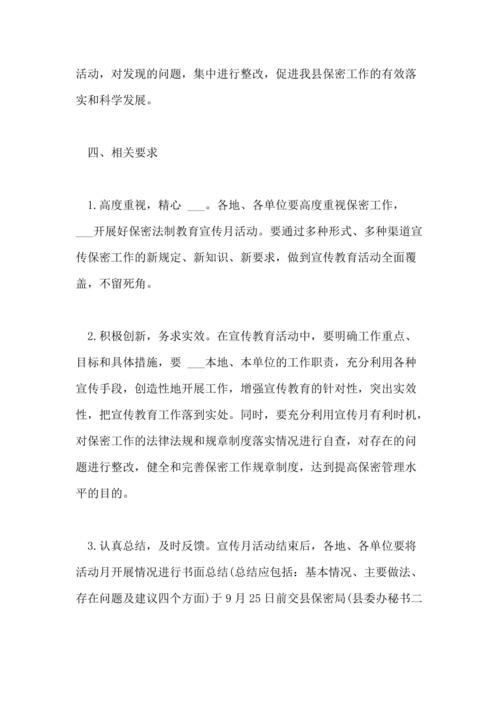 活动，对发现的问题，集中进行整改，促进我县保密工作的有效落
实和科学发展。
四、相关要求
1.高度重视，精心 ___。各地、各单位要高度重视保密工作，
___开展好保密法制教育宣传月活动。要通过多种形式、多种渠道宣
传保密工作的新规定、新知识、新要求，做到宣传教育活动全面覆
盖，不留死角。
2.积极创新，务求实效。在宣传教育活动中，要明确工作重点、
目标和具体措施，要 ___本地、本单位的工作职责，充分利用各种
宣传手段，创造性地开展工作，增强宣传教育的针对性，突出实效
性，把宣传教育工作落到实处。同时，要充分利用宣传月有利时机，
对保密工作的法律法规和规章制度落实情况进行自查，对存在的问
题进行整改，健全和完善保密工作规章制度，达到提高保密管理水
平的目的。
3.认真总结，及时反馈。宣传月活动结束后，各地、各单位要将
活动月开展情况进行书面总结(总结应包括：基本情况、主要做法、
存在问题及建议四个方面)于9月25日前交县保密局(县委办秘书二